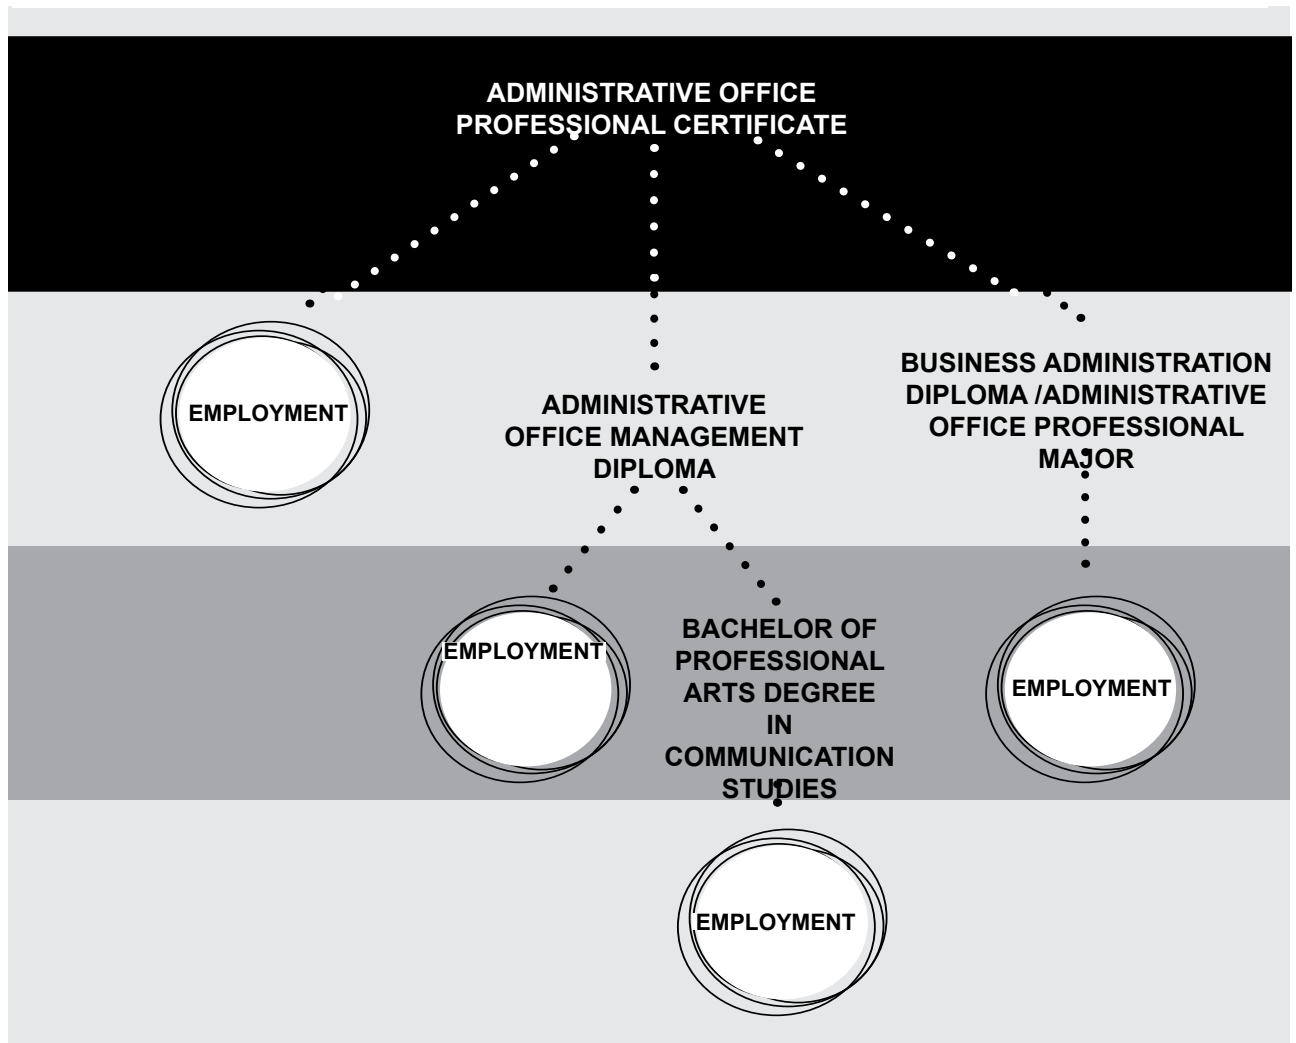 ADMINISTRATIVE OFFICE
PROFESSIONAL CERTIFICATE
EMPLOYMENT
ADMINISTRATIVE
OFFICE MANAGEMENT
DIPLOMA
BUSINESS ADMINISTRATION
DIPLOMA /ADMINISTRATIVE
OFFICE PROFESSIONAL
MAJOR
EMPLOYMENT
BACHELOR OF
PROFESSIONAL
ARTS DEGREE
IN
COMMUNICATION
STUDIES
EMPLOYMENT
EMPLOYMENT